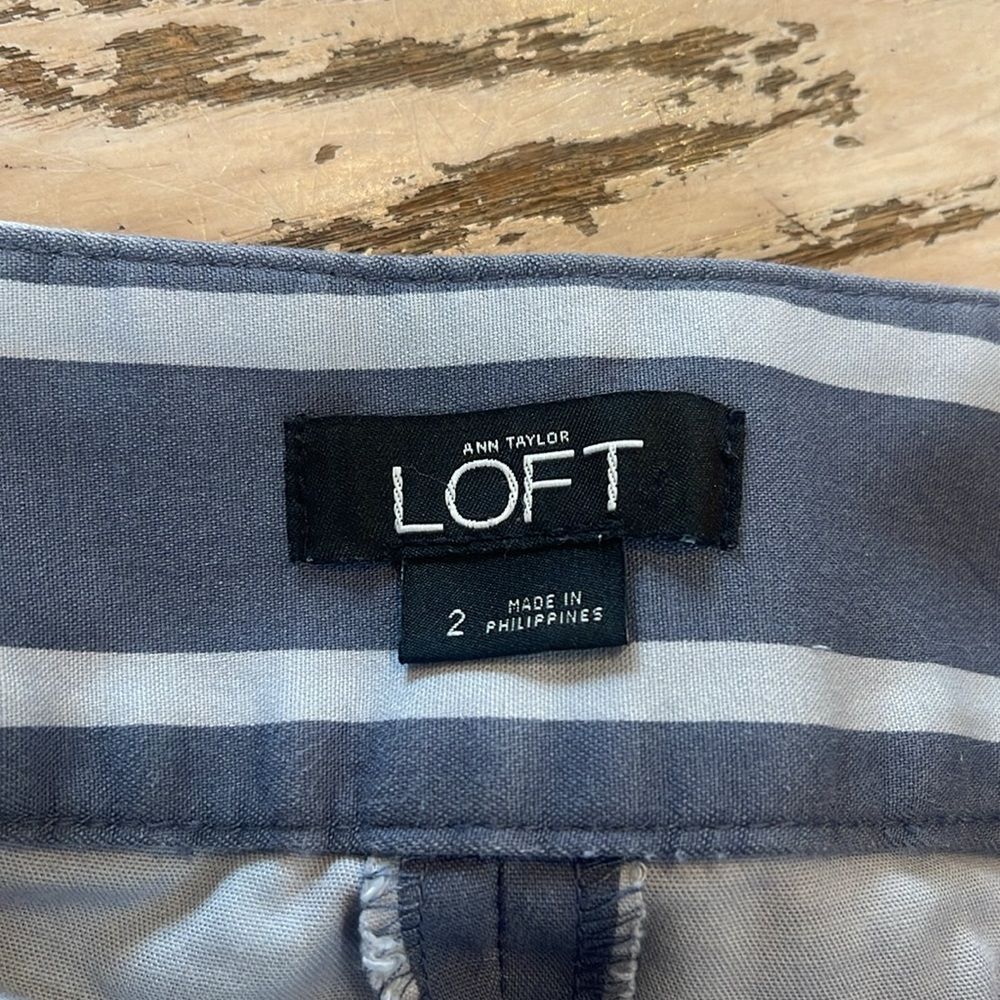 ANN TAYLOR
LOFT
2
MADE IN
PHILIPPINES